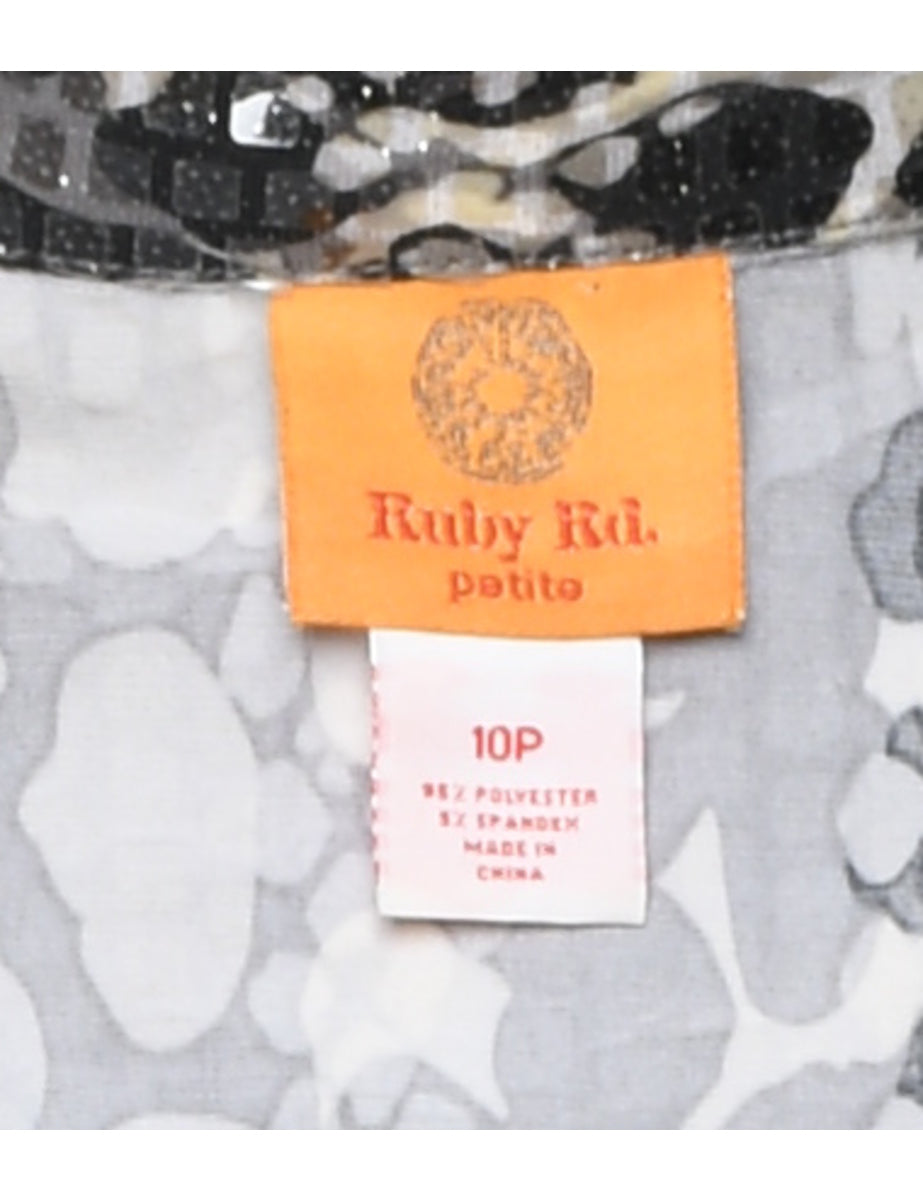 Ruby Rd.
petite
10P
95% POLYESTER
5% SPANDEX
MADE IN
CHINA